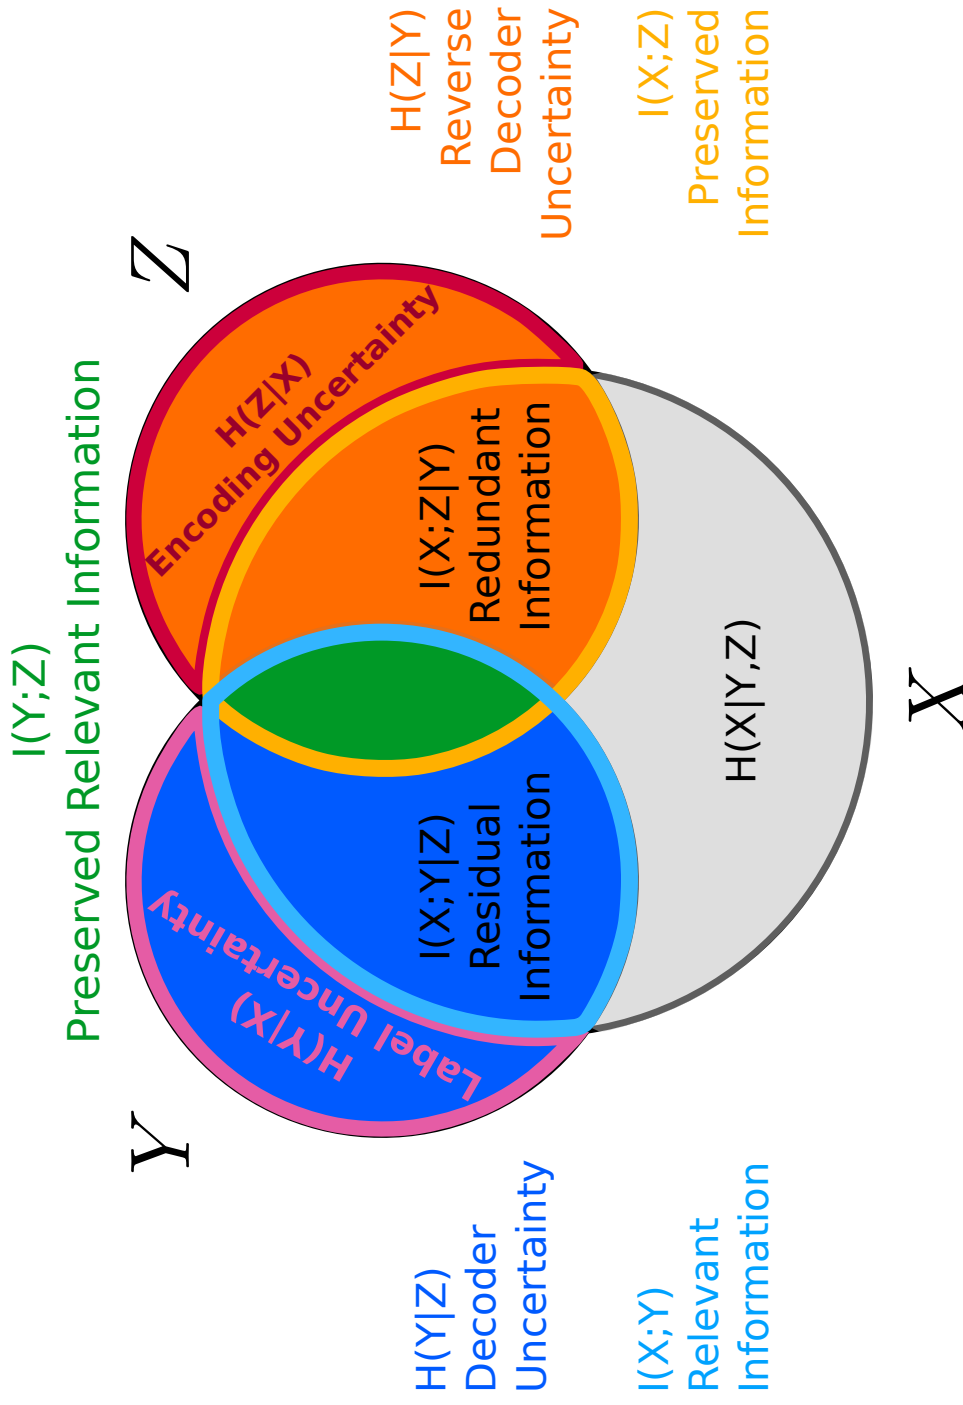 I(Y;Z)
Preserved Relevant Information
Y
Z
H(Y|X)
Label Uncertainty
H(Z|X)
Encoding Uncertainty
H(Y|Z)
Decoder
Uncertainty
I(X;Y|Z)
Residual
Information
I(X;Z|Y)
Redundant
Information
H(Z|Y)
Reverse
Decoder
Uncertainty
I(X;Y)
Relevant
Information
H(X|Y,Z)
I(X;Z)
Preserved
Information
X